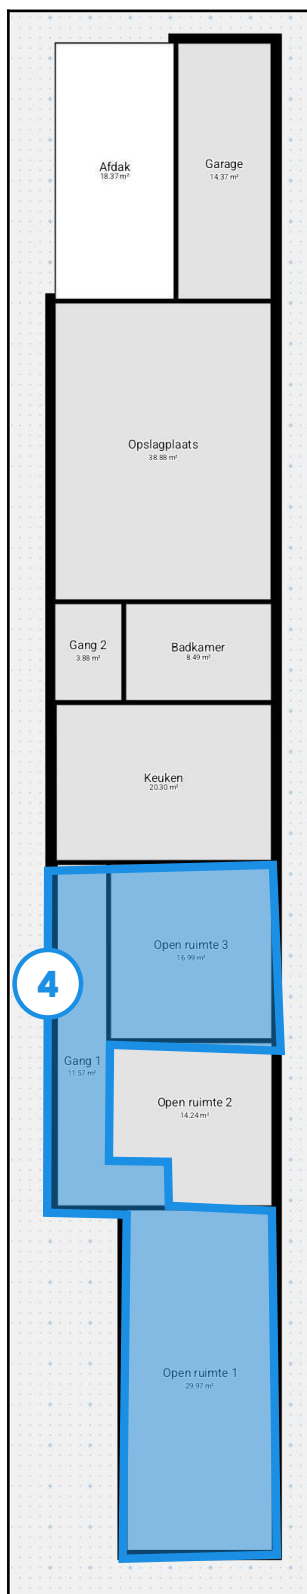 Afdak
18.37 m²
Garage
14.37 m²
Opslagplaats
38.88 m²
Gang 2
3.88 m²
Badkamer
8.49 m²
Keuken
20.30 m²
Open ruimte 3
16.99 m²
4
Gang 1
11.57 m²
Open ruimte 2
14.24 m²
Open ruimte 1
29.97 m²